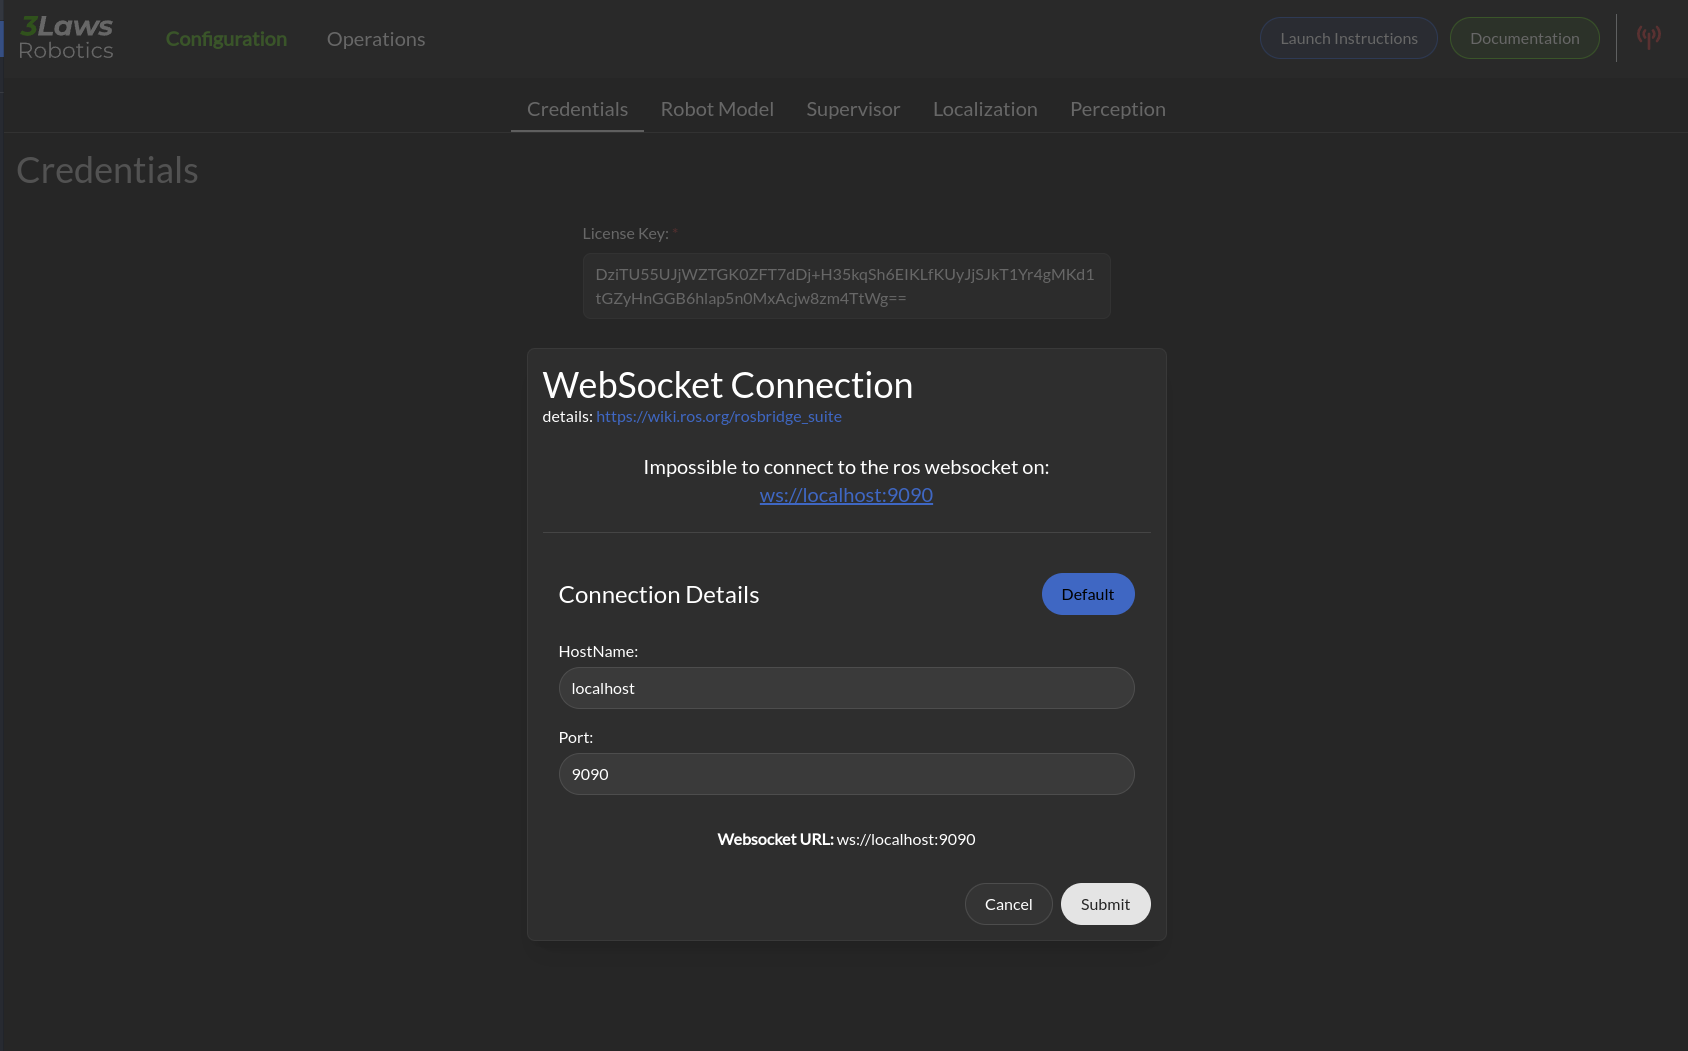 3Laws
Robotics
Configuration
Operations
Launch Instructions
Documentation
Credentials
Robot Model
Supervisor
Localization
Perception
Credentials
License Key: *
DziTU55UJjWZTGK0ZFT7dDj+H35kqSh6EIKLfKUyJjSJkT1Yr4gMKd1
tGZyHnGGB6hlap5n0MxAcjw8zm4TtWg==
WebSocket Connection
details: https://wiki.ros.org/rosbridge_suite
Impossible to connect to the ros websocket on:
ws://localhost:9090
Connection Details
Default
HostName:
localhost
Port:
9090
Websocket URL: ws://localhost:9090
Cancel
Submit